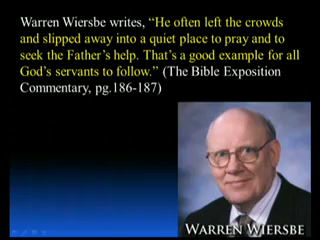 Warren Wiersbe writes, “He often left the crowds
and slipped away into a quiet place to pray and to
seek the Father’s help. That’s a good example for all
God’s servants to follow.” (The Bible Exposition
Commentary, pg.186-187)
WARREN WIERSBE